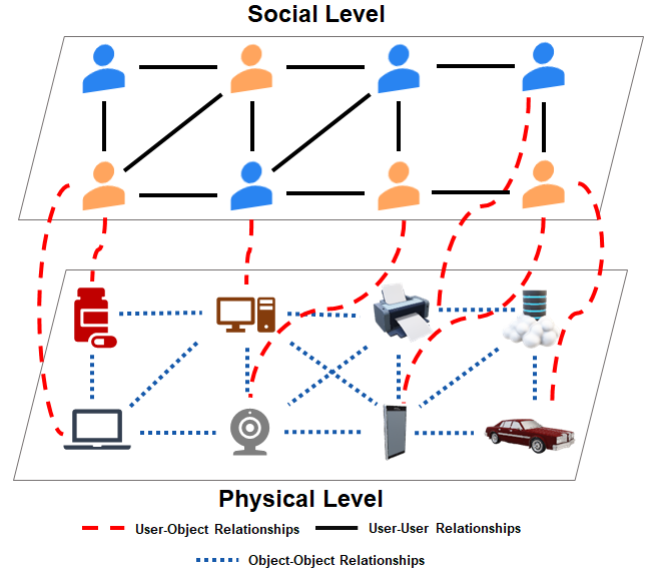 Social Level
Physical Level
User-Object Relationships
User-User Relationships
Object-Object Relationships